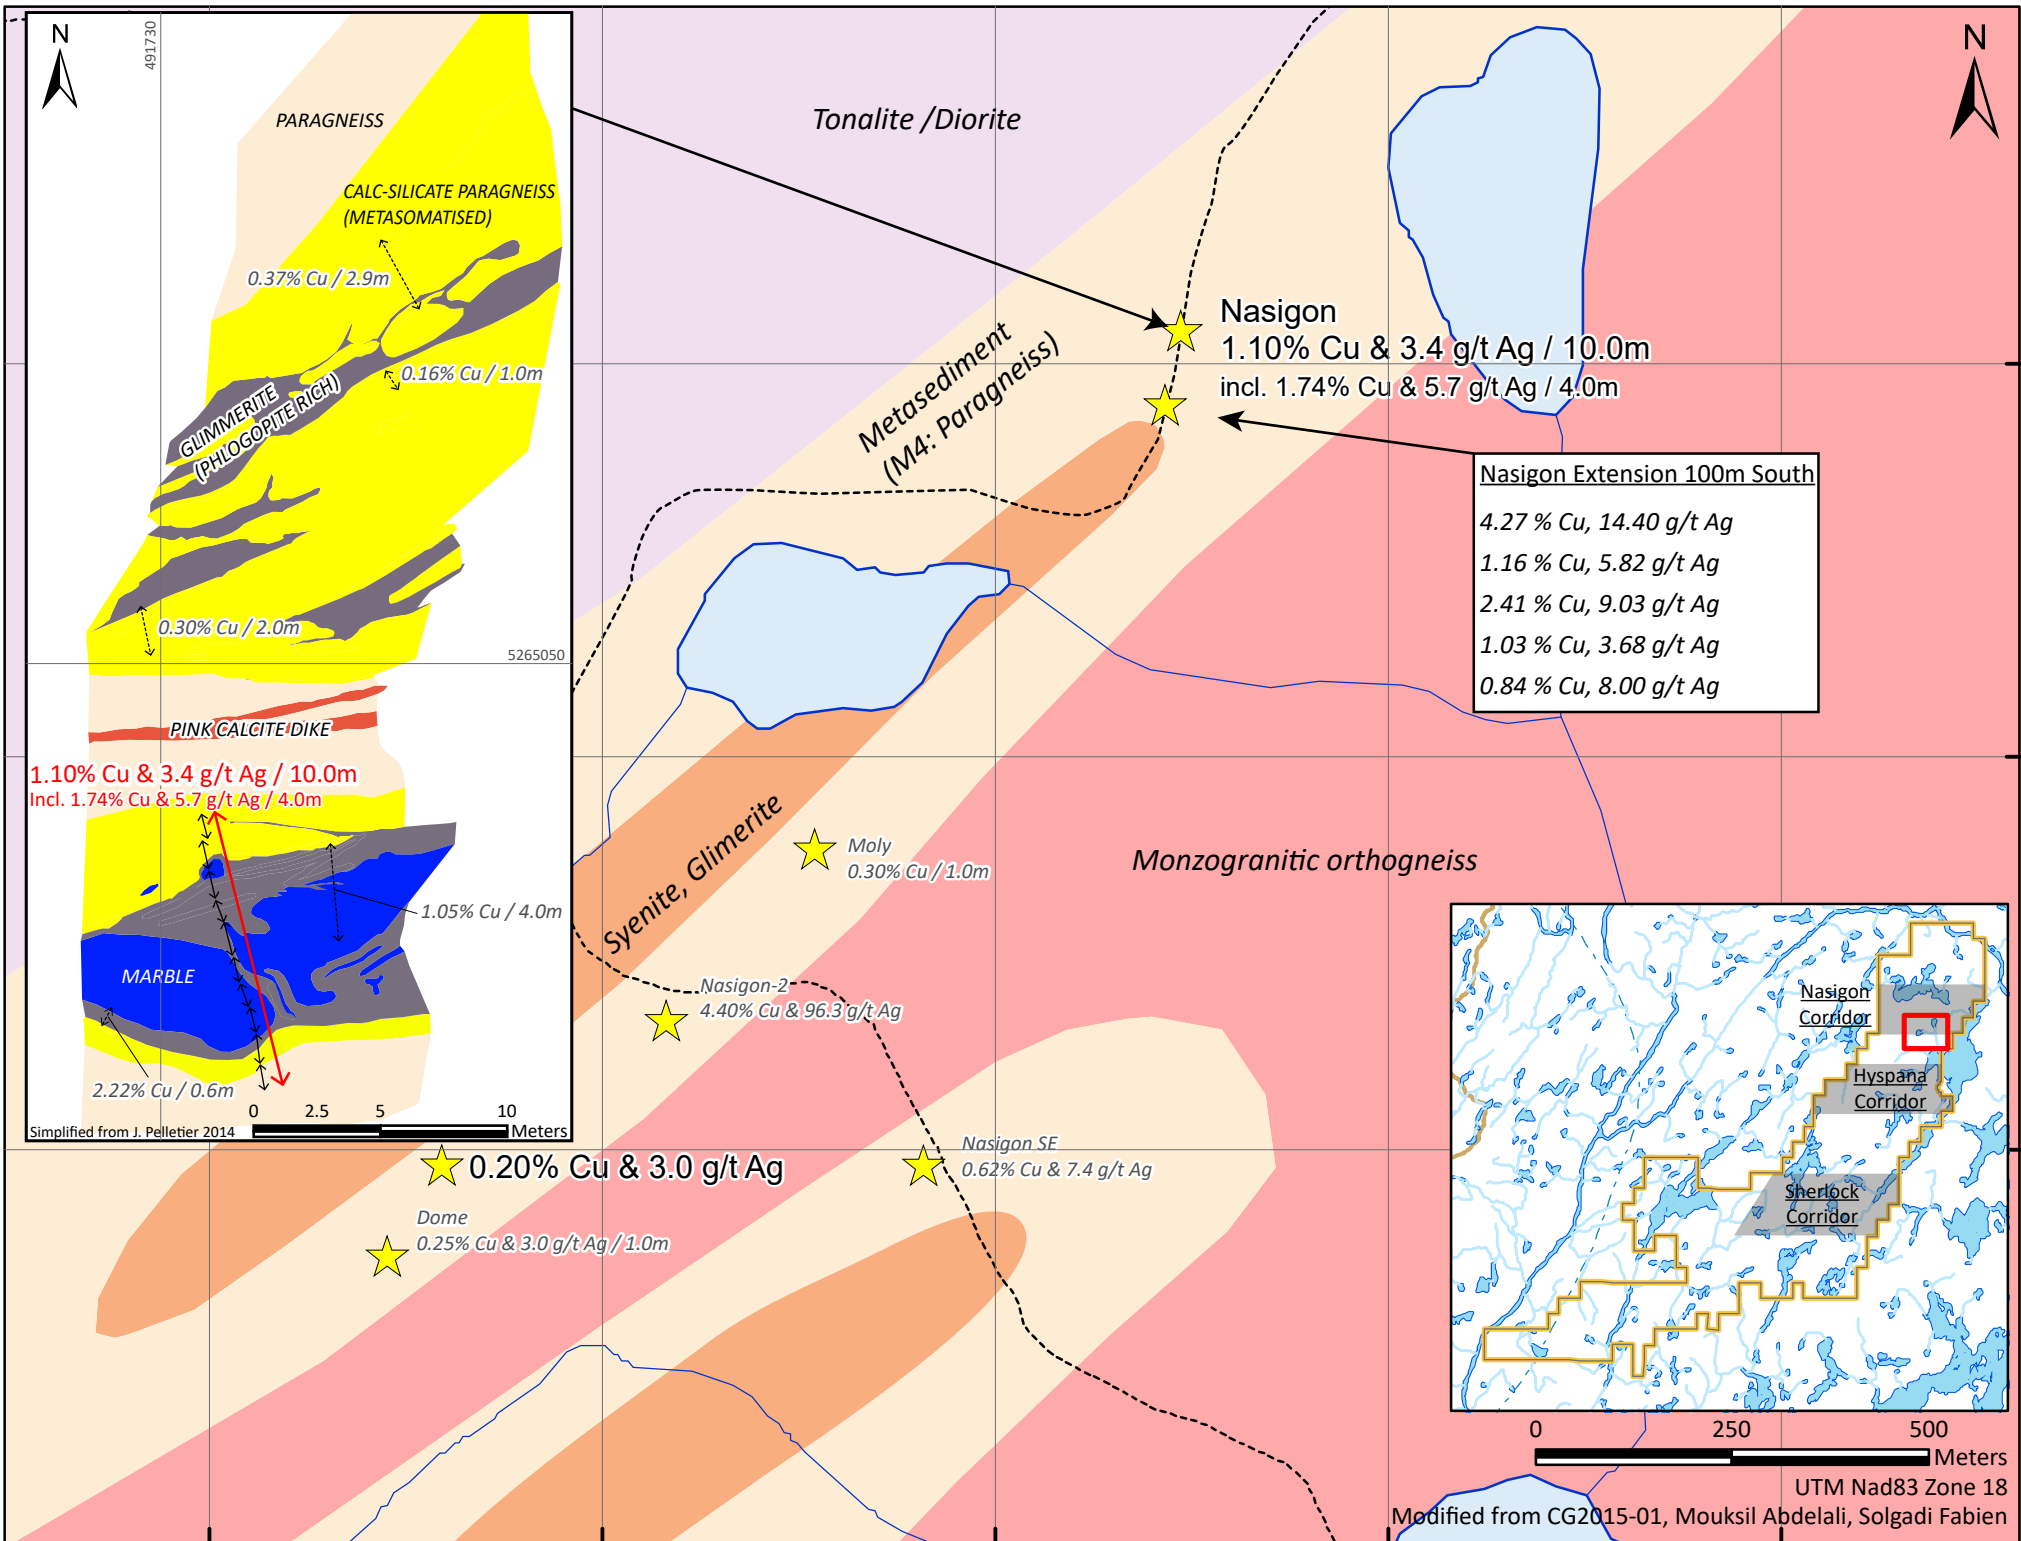 N
491730
PARAGNEISS
CALC-SILICATE PARAGNEISS
(METASOMATISED)
0.37% Cu / 2.9m
0.16% Cu / 1.0m
GLIMMERITE
(PHLOGOPITE RICH)
0.30% Cu / 2.0m
5265050
PINK CALCITE DIKE
1.10% Cu & 3.4 g/t Ag / 10.0m
Incl. 1.74% Cu & 5.7 g/t Ag / 4.0m
1.05% Cu / 4.0m
MARBLE
2.22% Cu / 0.6m
0 2.5 5 10
Meters
Simplified from J. Pelletier 2014
Tonalite /Diorite
N
Nasigon
1.10% Cu & 3.4 g/t Ag / 10.0m
incl. 1.74% Cu & 5.7 g/t Ag / 4.0m
Metasediment
(M4: Paragneiss)
Nasigon Extension 100m South
4.27 % Cu, 14.40 g/t Ag
1.16 % Cu, 5.82 g/t Ag
2.41 % Cu, 9.03 g/t Ag
1.03 % Cu, 3.68 g/t Ag
0.84 % Cu, 8.00 g/t Ag
Syenite, Glimerite
Moly
0.30% Cu / 1.0m
Monzogranitic orthogneiss
Nasigon-2
4.40% Cu & 96.3 g/t Ag
Nasigon SE
0.62% Cu & 7.4 g/t Ag
0.20% Cu & 3.0 g/t Ag
Dome
0.25% Cu & 3.0 g/t Ag / 1.0m
Nasigon
Corridor
Hyspana
Corridor
Sherlock
Corridor
0 250 500
Meters
UTM Nad83 Zone 18
Modified from CG2015-01, Mouksil Abdelali, Solgadi Fabien